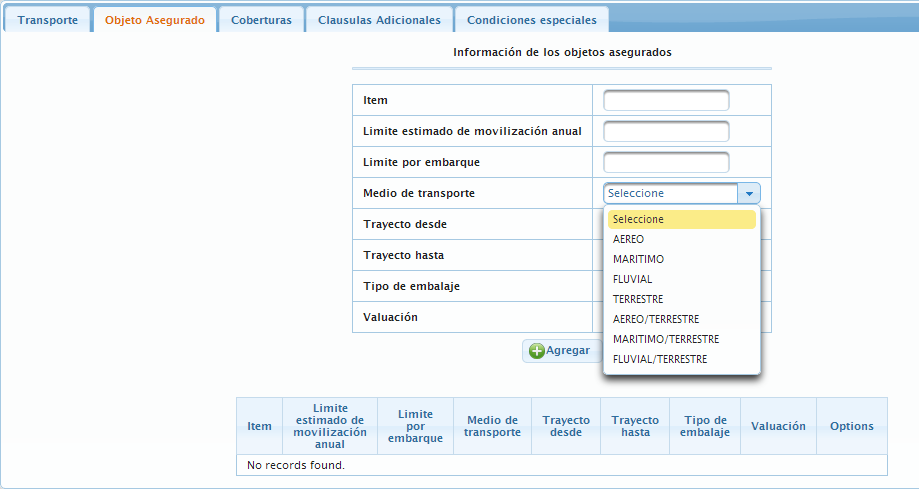 Transporte
Objeto Asegurado
Coberturas
Clausulas Adicionales
Condiciones especiales
Información de los objetos asegurados
Item
Limite estimado de movilización anual
Limite por embarque
Medio de transporte
Seleccione
Trayecto desde
Trayecto hasta
Tipo de embalaje
Valuación
Seleccione
AEREO
MARITIMO
FLUVIAL
TERRESTRE
AEREO/TERRESTRE
MARITIMO/TERRESTRE
FLUVIAL/TERRESTRE
Agregar
Item
Limite
estimado de
movilización
anual
Limite
por
embarque
Medio de
transporte
Trayecto
desde
Trayecto
hasta
Tipo de
embalaje
Valuación
Options
No records found.